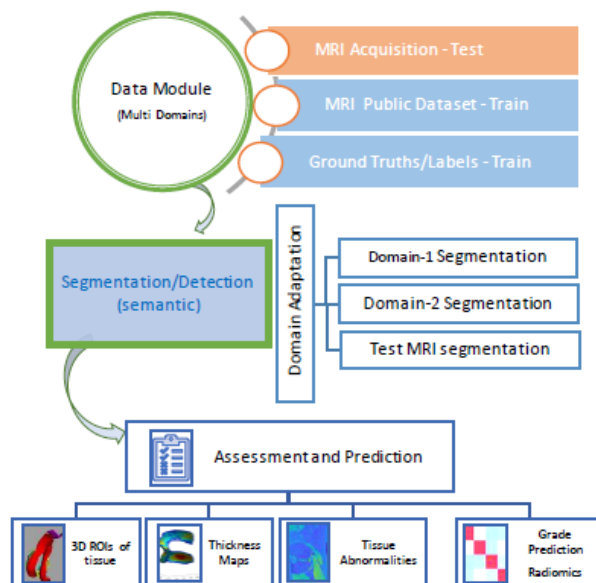 Data Module
(Multi Domains)
MRI Acquisition - Test
MRI Public Dataset - Train
Ground Truths/Labels - Train
Segmentation/Detection
(semantic)
Domain Adaptation
Domain-1 Segmentation
Domain-2 Segmentation
Test MRI segmentation
Assessment and Prediction
3D ROIs of
tissue
Thickness
Maps
Tissue
Abnormalities
Grade
Prediction
Radiomics